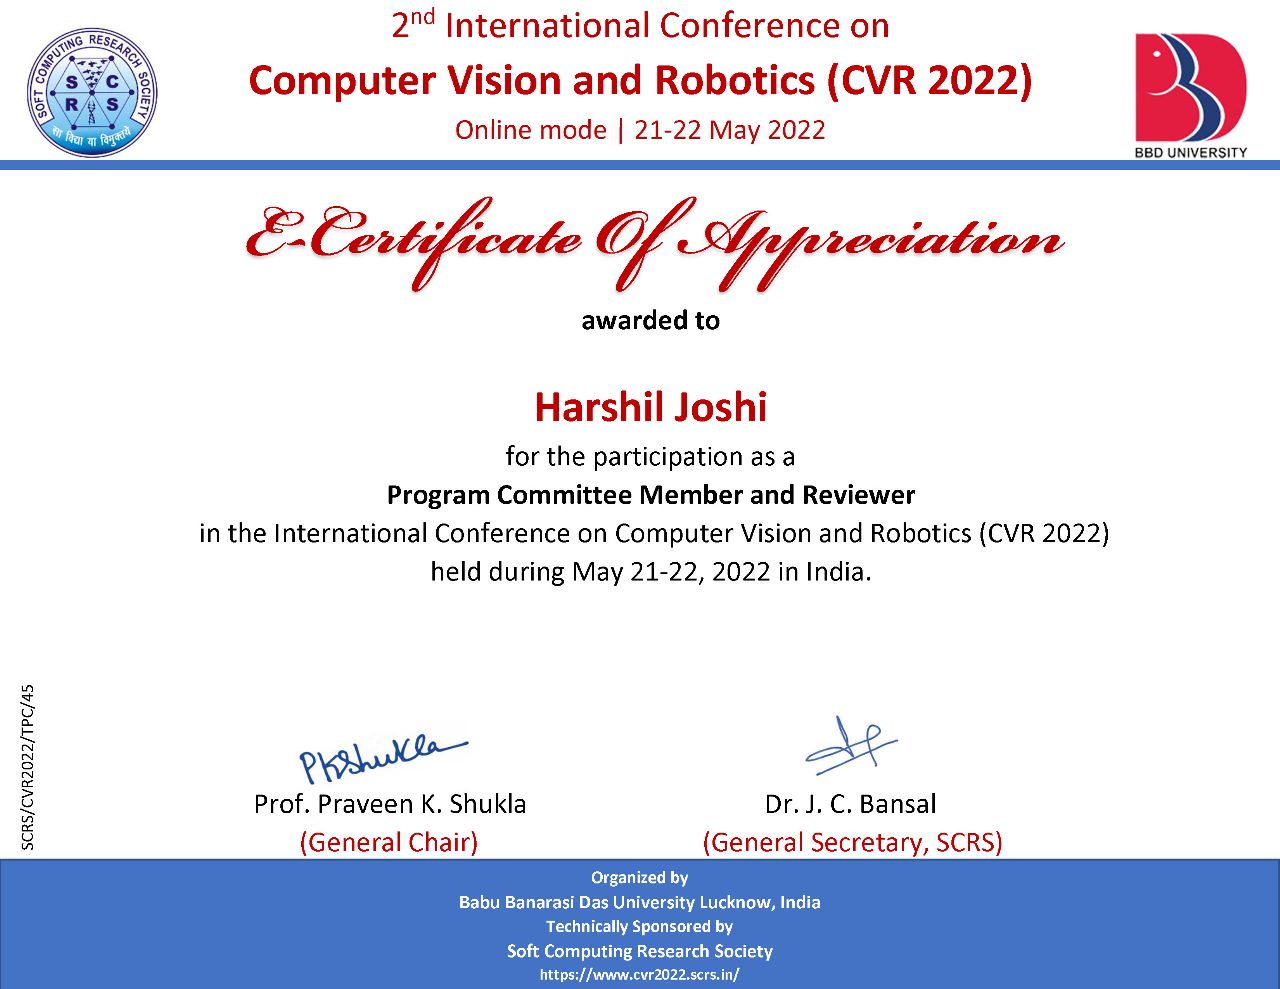 2nd International Conference on
Computer Vision and Robotics (CVR 2022)
Online mode | 21-22 May 2022
SOFT COMPUTING RESEARCH SOCIETY
S C
R S
सा विद्या या विमुक्तये
BBD UNIVERSITY
E-Certificate Of Appreciation
awarded to
Harshil Joshi
for the participation as a
Program Committee Member and Reviewer
in the International Conference on Computer Vision and Robotics (CVR 2022)
held during May 21-22, 2022 in India.
SCRS/CVR2022/TPC/45
PKShukla
Prof. Praveen K. Shukla
(General Chair)
Dr. J. C. Bansal
(General Secretary, SCRS)
Organized by
Babu Banarasi Das University Lucknow, India
Technically Sponsored by
Soft Computing Research Society
https://www.cvr2022.scrs.in/